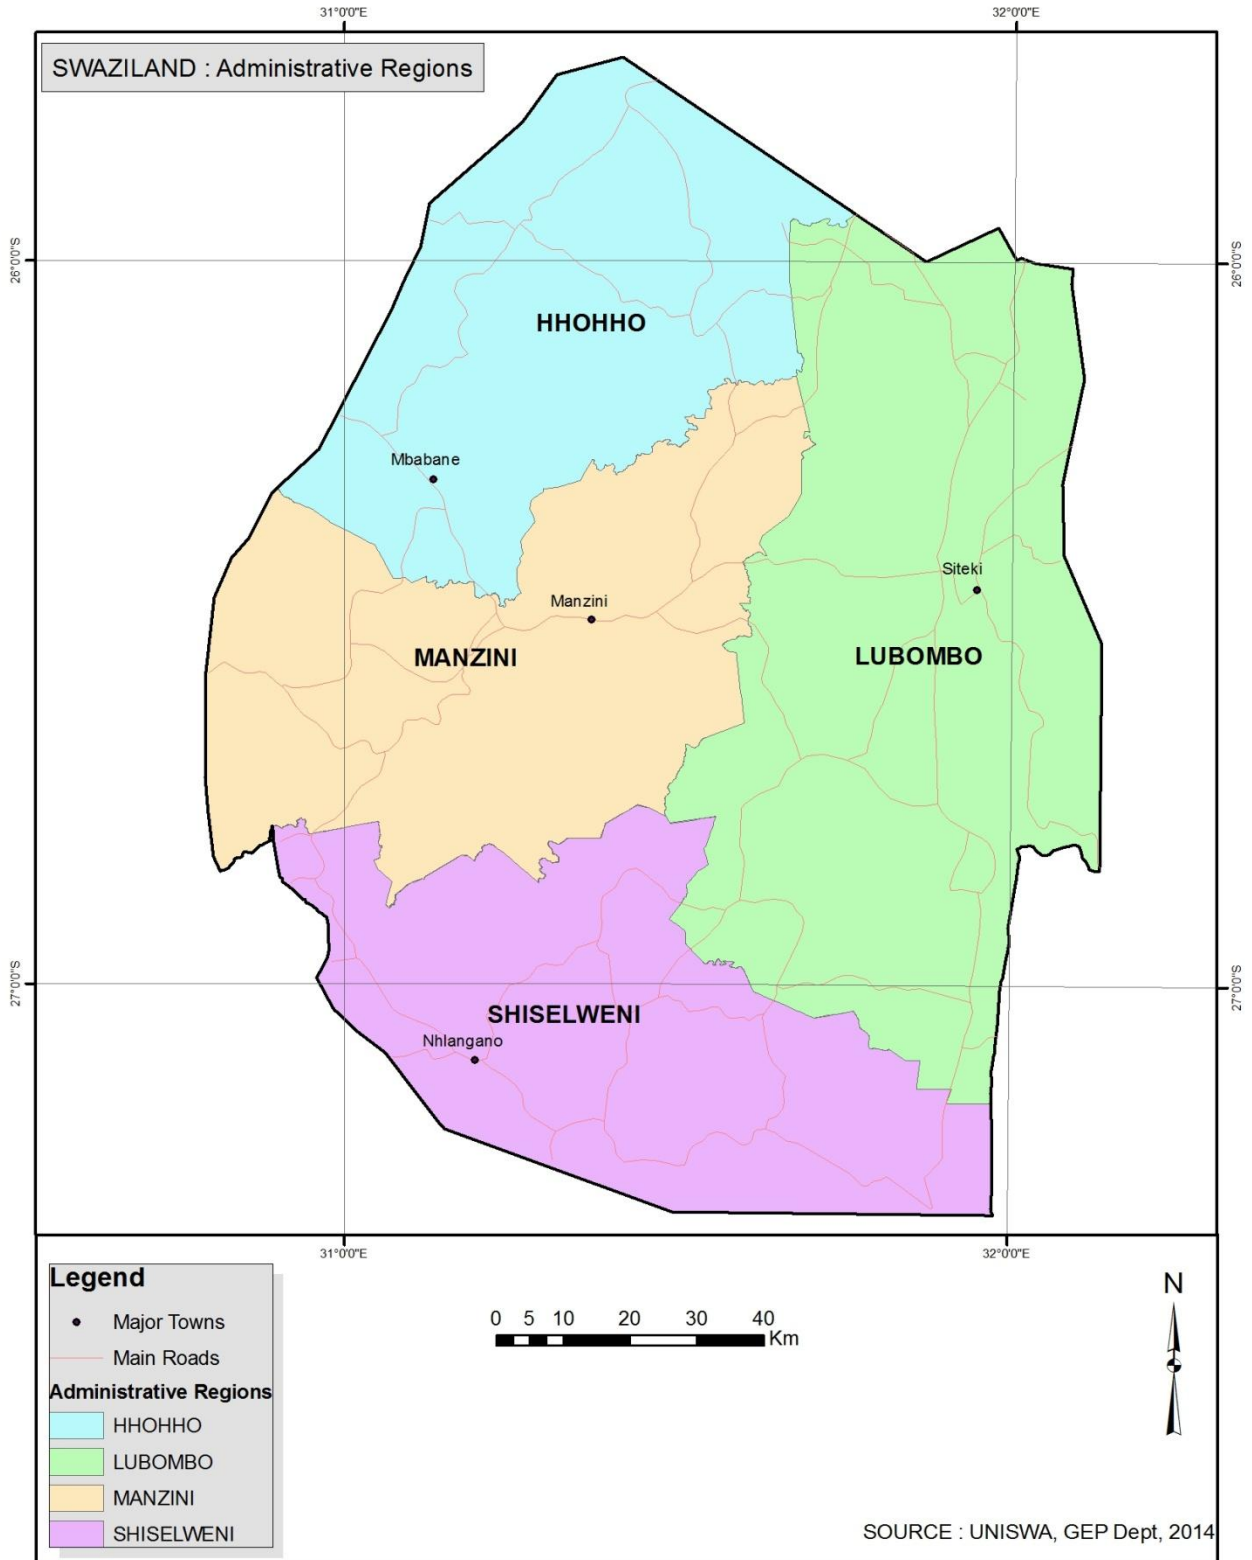 31°0'0"E
32°0'0"E
SWAZILAND : Administrative Regions
26°0'0"S
26°0'0"S
HHOHHO
Mbabane
Siteki
Manzini
MANZINI
LUBOMBO
27°0'0"S
27°0'0"S
SHISELWENI
Nhlangano
31°0'0"E
32°0'0"E
Legend
Major Towns
Main Roads
Administrative Regions
HHOHHO
LUBOMBO
MANZINI
SHISELWENI
0 5 10 20 30 40
Km
N
SOURCE : UNISWA, GEP Dept, 2014